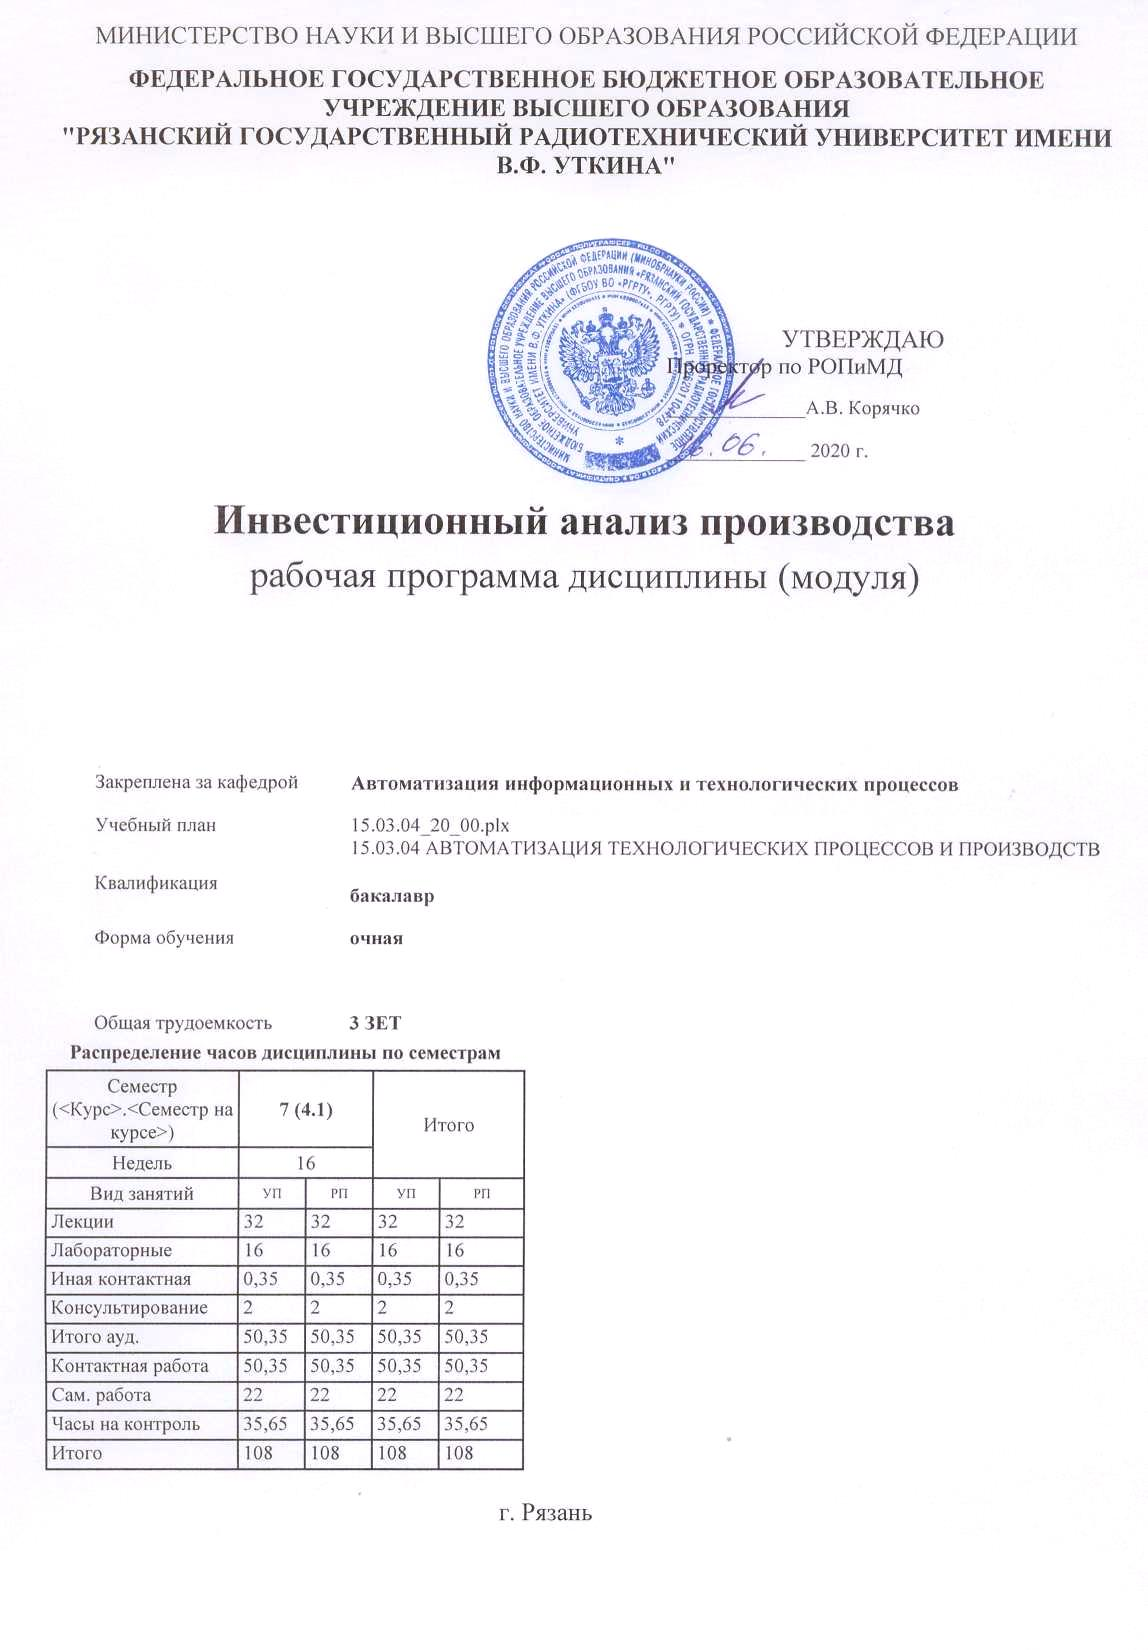 МИНИСТЕРСТВО НАУКИ И ВЫСШЕГО ОБРАЗОВАНИЯ РОССИЙСКОЙ ФЕДЕРАЦИИ
ФЕДЕРАЛЬНОЕ ГОСУДАРСТВЕННОЕ БЮДЖЕТНОЕ ОБРАЗОВАТЕЛЬНОЕ
УЧРЕЖДЕНИЕ ВЫСШЕГО ОБРАЗОВАНИЯ
"РЯЗАНСКИЙ ГОСУДАРСТВЕННЫЙ РАДИОТЕХНИЧЕСКИЙ УНИВЕРСИТЕТ ИМЕНИ
В.Ф. УТКИНА"
УТВЕРЖДАЮ
Проректор по РОПиМД
А.В. Корячко
06. 2020 г.
Инвестиционный анализ производства
рабочая программа дисциплины (модуля)
Закреплена за кафедрой Автоматизация информационных и технологических процессов
Учебный план 15.03.04_20_00.plx
15.03.04 АВТОМАТИЗАЦИЯ ТЕХНОЛОГИЧЕСКИХ ПРОЦЕССОВ И ПРОИЗВОДСТВ
Квалификация бакалавр
Форма обучения очная
Общая трудоемкость 3 ЗЕТ
Распределение часов дисциплины по семестрам
Семестр
(<Курс>.<Семестр на
курсе>) 7 (4.1) Итого
Недель 16
Вид занятий УП РП УП РП
Лекции 32 32 32 32
Лабораторные 16 16 16 16
Иная контактная 0,35 0,35 0,35 0,35
Консультирование 2 2 2 2
Итого ауд. 50,35 50,35 50,35 50,35
Контактная работа 50,35 50,35 50,35 50,35
Сам. работа 22 22 22 22
Часы на контроль 35,65 35,65 35,65 35,65
Итого 108 108 108 108
г. Рязань